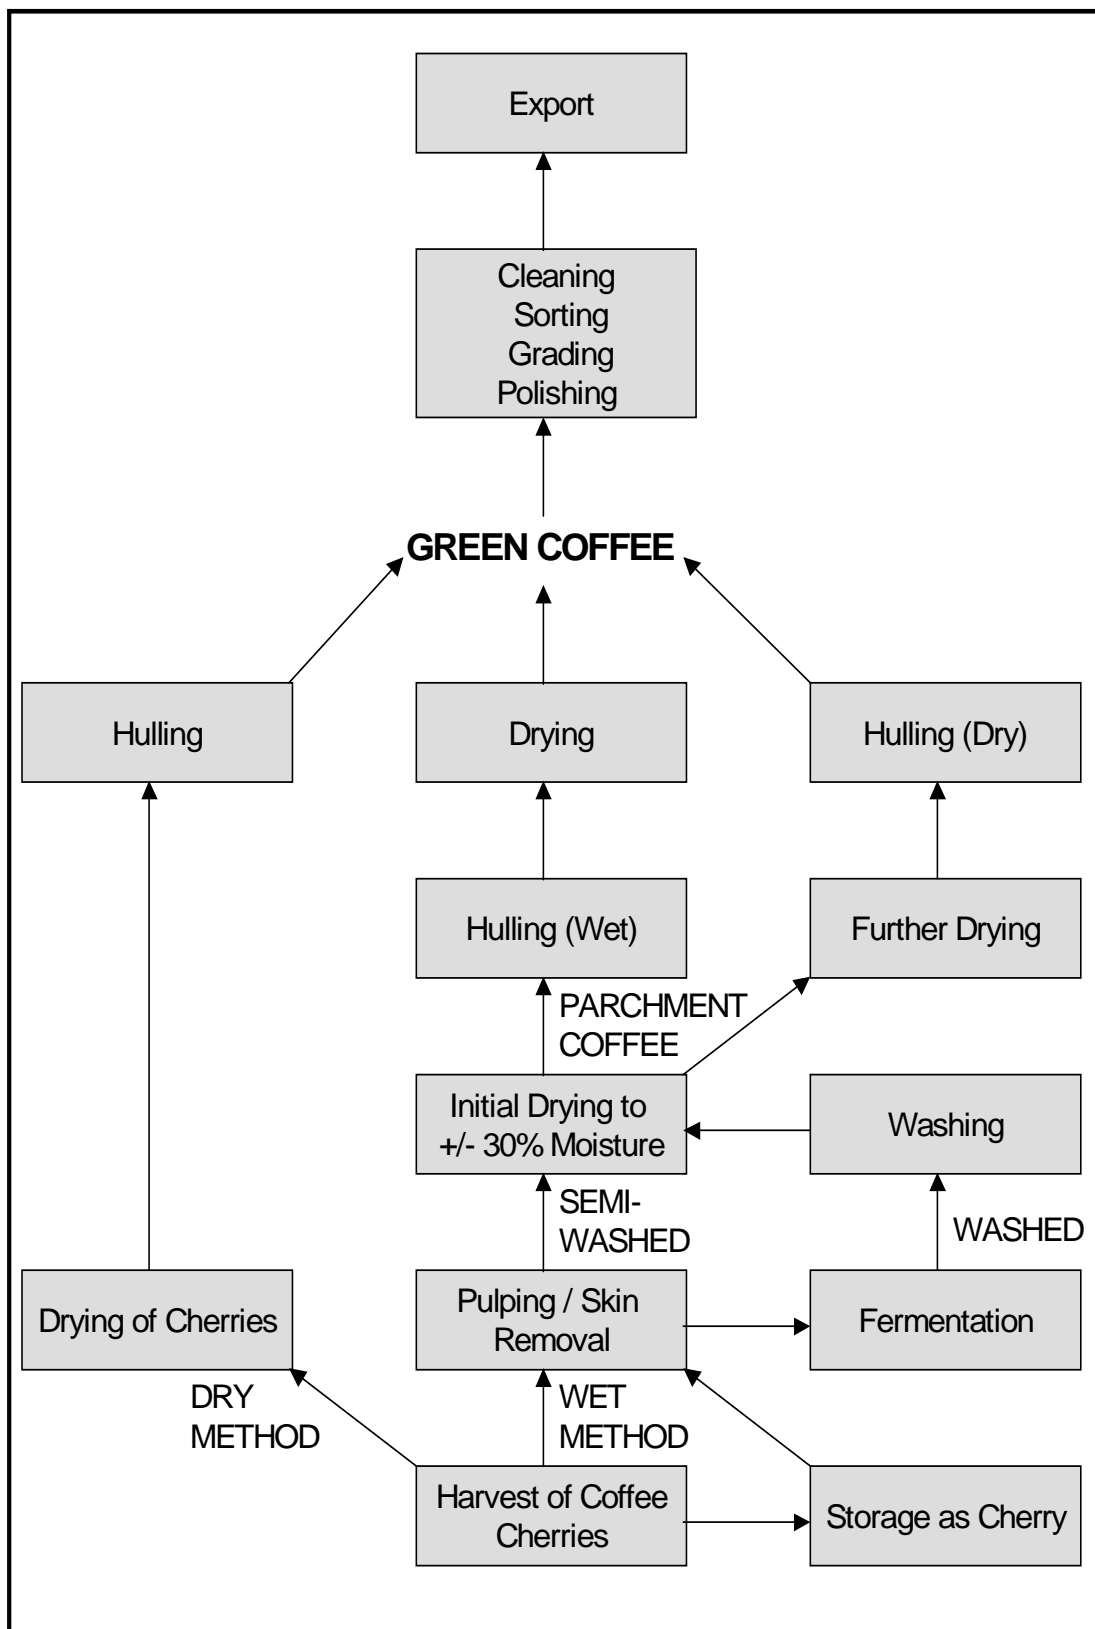 Export
Cleaning
Sorting
Grading
Polishing
GREEN COFFEE
Hulling
Drying
Hulling (Dry)
Hulling (Wet)
Further Drying
PARCHMENT
COFFEE
Initial Drying to
+/- 30% Moisture
Washing
SEMI-
WASHED
WASHED
Drying of Cherries
Pulping / Skin
Removal
Fermentation
DRY
METHOD
WET
METHOD
Harvest of Coffee
Cherries
Storage as Cherry